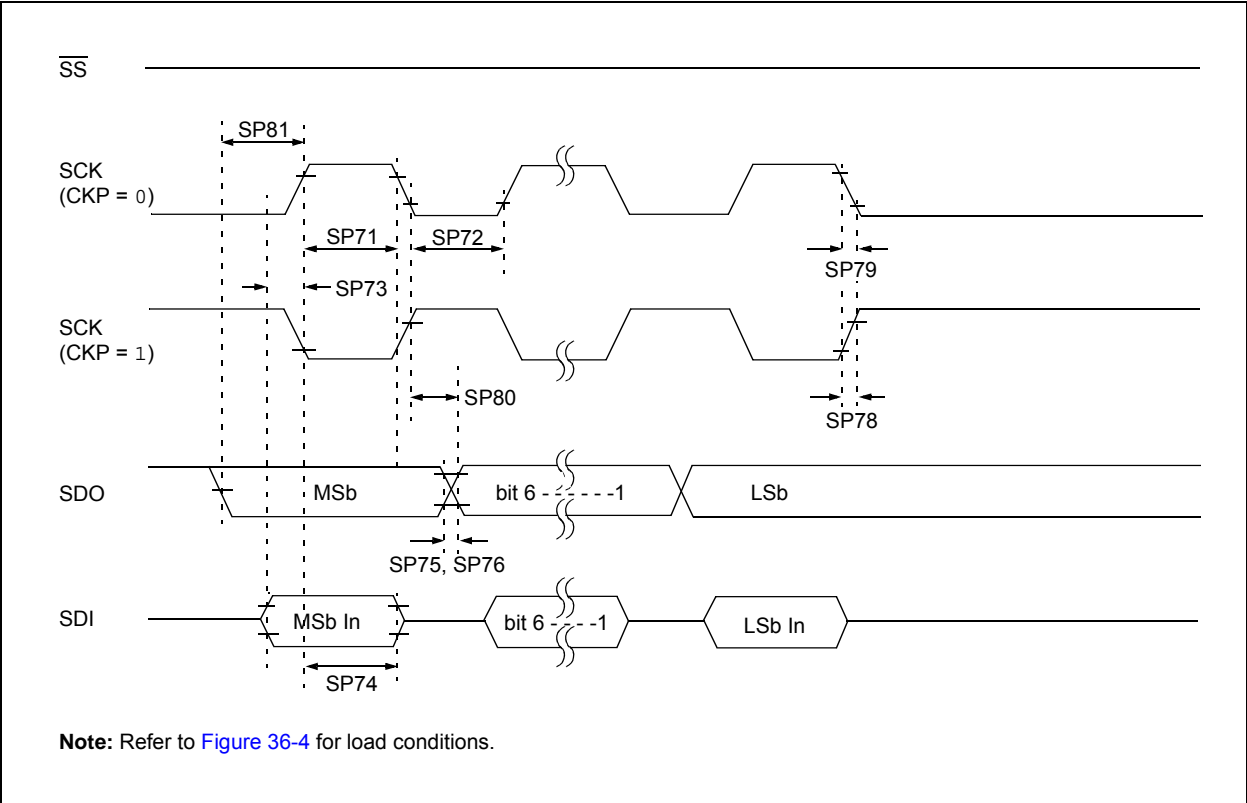 SS
SP81
SCK
(CKP = 0)
SP71
SP72
SP79
SP73
SCK
(CKP = 1)
SP80
SP78
SDO
MSb
bit 6 - - - - - -1
LSb
SP75, SP76
SDI
MSb In
bit 6 - - - -1
LSb In
SP74
Note: Refer to Figure 36-4 for load conditions.